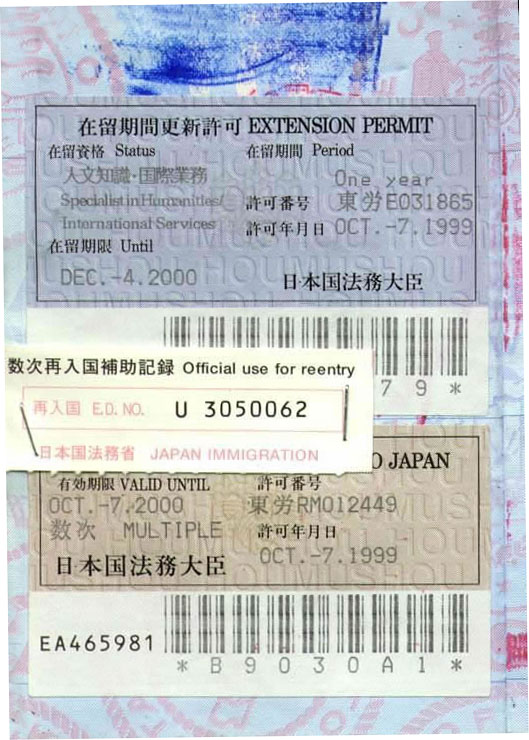 在留期間更新許可 EXTENSION PERMIT
在留資格 Status 在留期間 Period
人文知識・国際業務 One year
Specialist in Humanities/ 許可番号 東労E031865
International Services 許可年月日 OCT.-7.1999
在留期限 Until
DEC.-4.2000 日本国法務大臣
79*
数次再入国補助記録 Official use for reentry
再入国 E.D.NO. U 3050062
日本国法務省 JAPAN IMMIGRATION
O JAPAN
有効期限 VALID UNTIL 許可番号
OCT.-7.2000 東労RM012449
数次 MULTIPLE 許可年月日
日本国法務大臣 OCT.-7.1999
EA465981
*B9030A1*